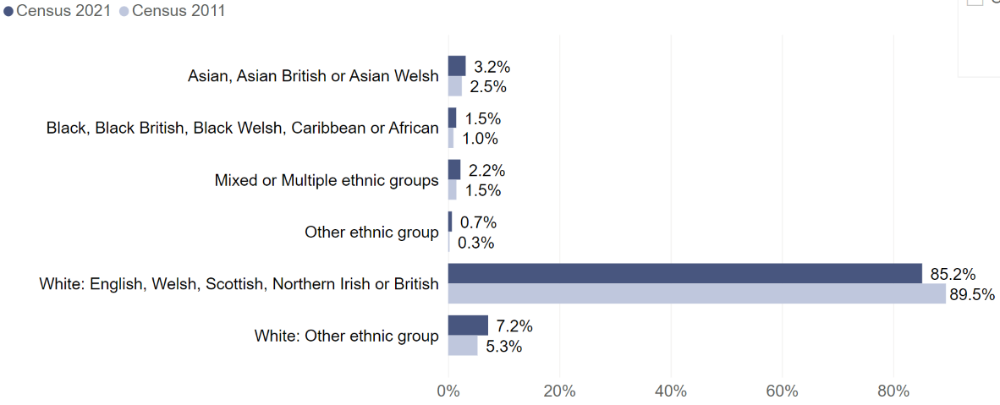 Census 2021 Census 2011
Asian, Asian British or Asian Welsh
3.2%
2.5%
Black, Black British, Black Welsh, Caribbean or African
1.5%
1.0%
Mixed or Multiple ethnic groups
2.2%
1.5%
Other ethnic group
0.7%
0.3%
White: English, Welsh, Scottish, Northern Irish or British
85.2%
89.5%
White: Other ethnic group
7.2%
5.3%
0% 20% 40% 60% 80%